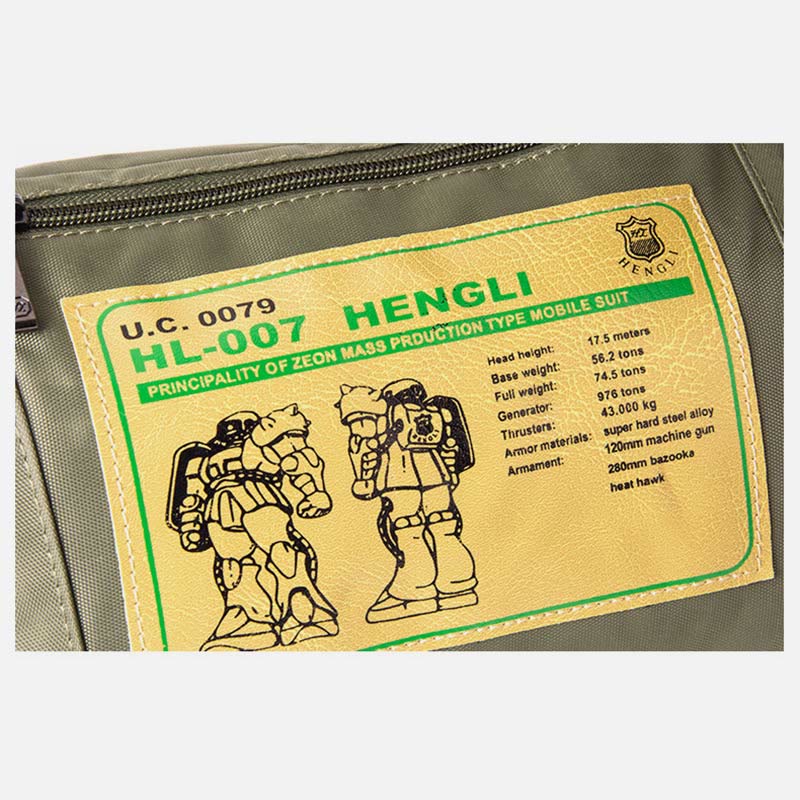 U.C. 0079
HL-007 HENGLI
PRINCIPALITY OF ZEON MASS PRDUCTION TYPE MOBILE SUIT
HENGLI
Head height: 17.5 meters
Base weight: 56.2 tons
Full weight: 74.5 tons
Generator: 976 tons
Thrusters: 43.000 kg
Armor materials: super hard steel alloy
Armament: 120mm machine gun
280mm bazooka
heat hawk